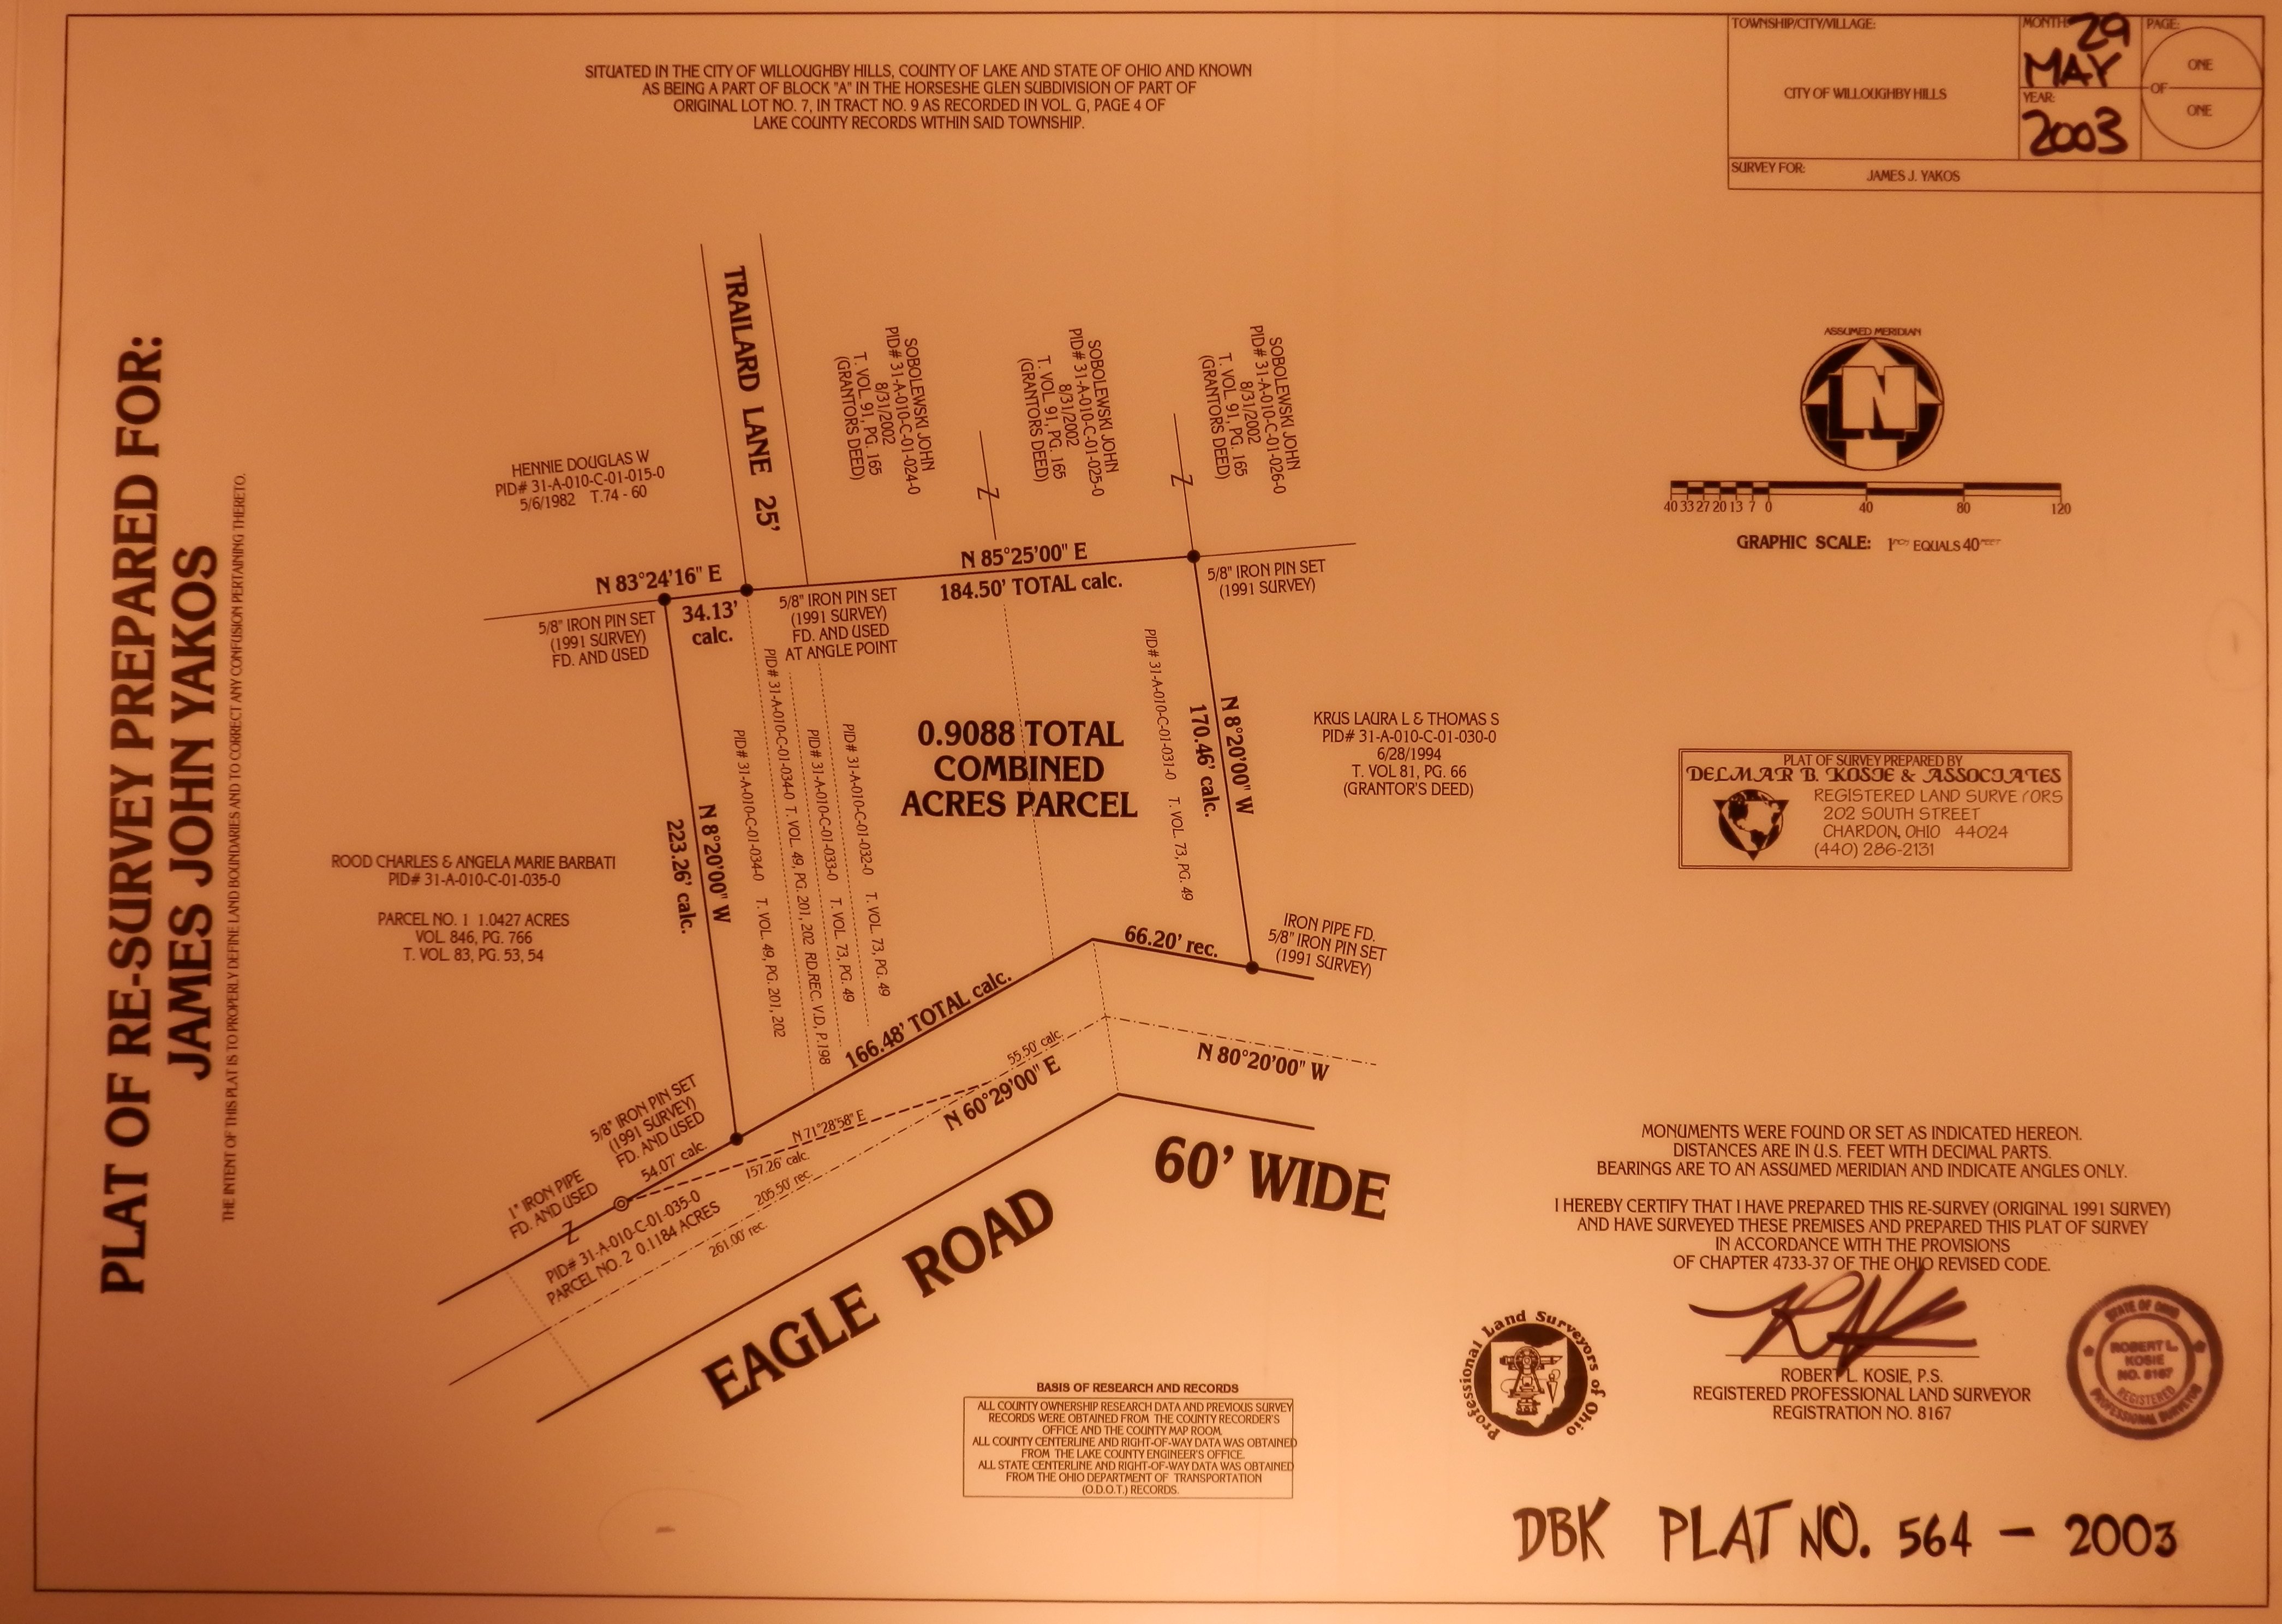 TOWNSHIP/CITY/VILLAGE:
CITY OF WILLOUGHBY HILLS
MONTH:
29
MAY
YEAR:
2003
PAGE:
ONE
OF
ONE
SURVEY FOR:
JAMES J. YAKOS
SITUATED IN THE CITY OF WILLOUGHBY HILLS, COUNTY OF LAKE AND STATE OF OHIO AND KNOWN
AS BEING A PART OF BLOCK "A" IN THE HORSESHE GLEN SUBDIVISION OF PART OF
ORIGINAL LOT NO. 7, IN TRACT NO. 9 AS RECORDED IN VOL. G, PAGE 4 OF
LAKE COUNTY RECORDS WITHIN SAID TOWNSHIP.
PLAT OF RE-SURVEY PREPARED FOR:
JAMES JOHN YAKOS
THE INTENT OF THIS PLAT IS TO PROPERLY DEFINE LAND BOUNDARIES AND TO CORRECT ANY CONFUSION PERTAINING THERETO.
TRAILARD LANE 25'
SOBOLEWSKI JOHN
PID# 31-A-010-C-01-024-0
8/31/2002
T. VOL. 91, PG. 165
(GRANTORS DEED)
SOBOLEWSKI JOHN
PID# 31-A-010-C-01-025-0
8/31/2002
T. VOL. 91, PG. 165
(GRANTORS DEED)
SOBOLEWSKI JOHN
PID# 31-A-010-C-01-026-0
8/31/2002
T. VOL. 91, PG. 165
(GRANTORS DEED)
HENNIE DOUGLAS W
PID# 31-A-010-C-01-015-0
5/6/1982 T.74 - 60
ASSUMED MERIDIAN
N
40 33 27 20 13 7 0 40 80 120
GRAPHIC SCALE: 1INCH EQUALS 40FEET
N 83°24'16" E
34.13'
calc.
N 85°25'00" E
184.50' TOTAL calc.
5/8" IRON PIN SET
(1991 SURVEY)
FD. AND USED
5/8" IRON PIN SET
(1991 SURVEY)
FD. AND USED
AT ANGLE POINT
5/8" IRON PIN SET
(1991 SURVEY)
N 8°20'00" W
223.26' calc.
PID# 31-A-010-C-01-034-0 T. VOL. 49, PG. 201, 202
PID# 31-A-010-C-01-034-0 T. VOL. 49, PG. 201, 202 RD.REC. V.D, P.198
PID# 31-A-010-C-01-033-0 T. VOL. 73, PG. 49
PID# 31-A-010-C-01-032-0 T. VOL. 73, PG. 49
0.9088 TOTAL
COMBINED
ACRES PARCEL
PID# 31-A-010-C-01-031-0 T. VOL. 73, PG. 49
N 8°20'00" W
170.46' calc.
KRUS LAURA L & THOMAS S
PID# 31-A-010-C-01-030-0
6/28/1994
T. VOL 81, PG. 66
(GRANTOR'S DEED)
PLAT OF SURVEY PREPARED BY
DELMAR B. KOSIE & ASSOCIATES
REGISTERED LAND SURVEYORS
202 SOUTH STREET
CHARDON, OHIO 44024
(440) 286-2131
ROOD CHARLES & ANGELA MARIE BARBATI
PID# 31-A-010-C-01-035-0
PARCEL NO. 1 1.0427 ACRES
VOL. 846, PG. 766
T. VOL. 83, PG. 53, 54
66.20' rec.
IRON PIPE FD.
5/8" IRON PIN SET
(1991 SURVEY)
166.48' TOTAL calc.
55.50' calc.
N 60°29'00" E
N 80°20'00" W
N 71°28'58" E
157.26' calc.
205.50' rec.
261.00' rec.
5/8" IRON PIN SET
(1991 SURVEY)
FD. AND USED
54.07' calc.
1" IRON PIPE
FD. AND USED
PID# 31-A-010-C-01-035-0
PARCEL NO. 2 0.1184 ACRES
EAGLE ROAD
60' WIDE
MONUMENTS WERE FOUND OR SET AS INDICATED HEREON.
DISTANCES ARE IN U.S. FEET WITH DECIMAL PARTS.
BEARINGS ARE TO AN ASSUMED MERIDIAN AND INDICATE ANGLES ONLY.
I HEREBY CERTIFY THAT I HAVE PREPARED THIS RE-SURVEY (ORIGINAL 1991 SURVEY)
AND HAVE SURVEYED THESE PREMISES AND PREPARED THIS PLAT OF SURVEY
IN ACCORDANCE WITH THE PROVISIONS
OF CHAPTER 4733-37 OF THE OHIO REVISED CODE.
ROBERT L. KOSIE, P.S.
REGISTERED PROFESSIONAL LAND SURVEYOR
REGISTRATION NO. 8167
Professional Land Surveyors of Ohio
STATE OF OHIO
ROBERT L.
KOSIE
NO. 8167
REGISTERED
PROFESSIONAL SURVEYOR
BASIS OF RESEARCH AND RECORDS
ALL COUNTY OWNERSHIP RESEARCH DATA AND PREVIOUS SURVEY
RECORDS WERE OBTAINED FROM THE COUNTY RECORDER'S
OFFICE AND THE COUNTY MAP ROOM.
ALL COUNTY CENTERLINE AND RIGHT-OF-WAY DATA WAS OBTAINED
FROM THE LAKE COUNTY ENGINEER'S OFFICE.
ALL STATE CENTERLINE AND RIGHT-OF-WAY DATA WAS OBTAINED
FROM THE OHIO DEPARTMENT OF TRANSPORTATION
(O.D.O.T.) RECORDS.
DBK PLAT NO. 564 - 2003